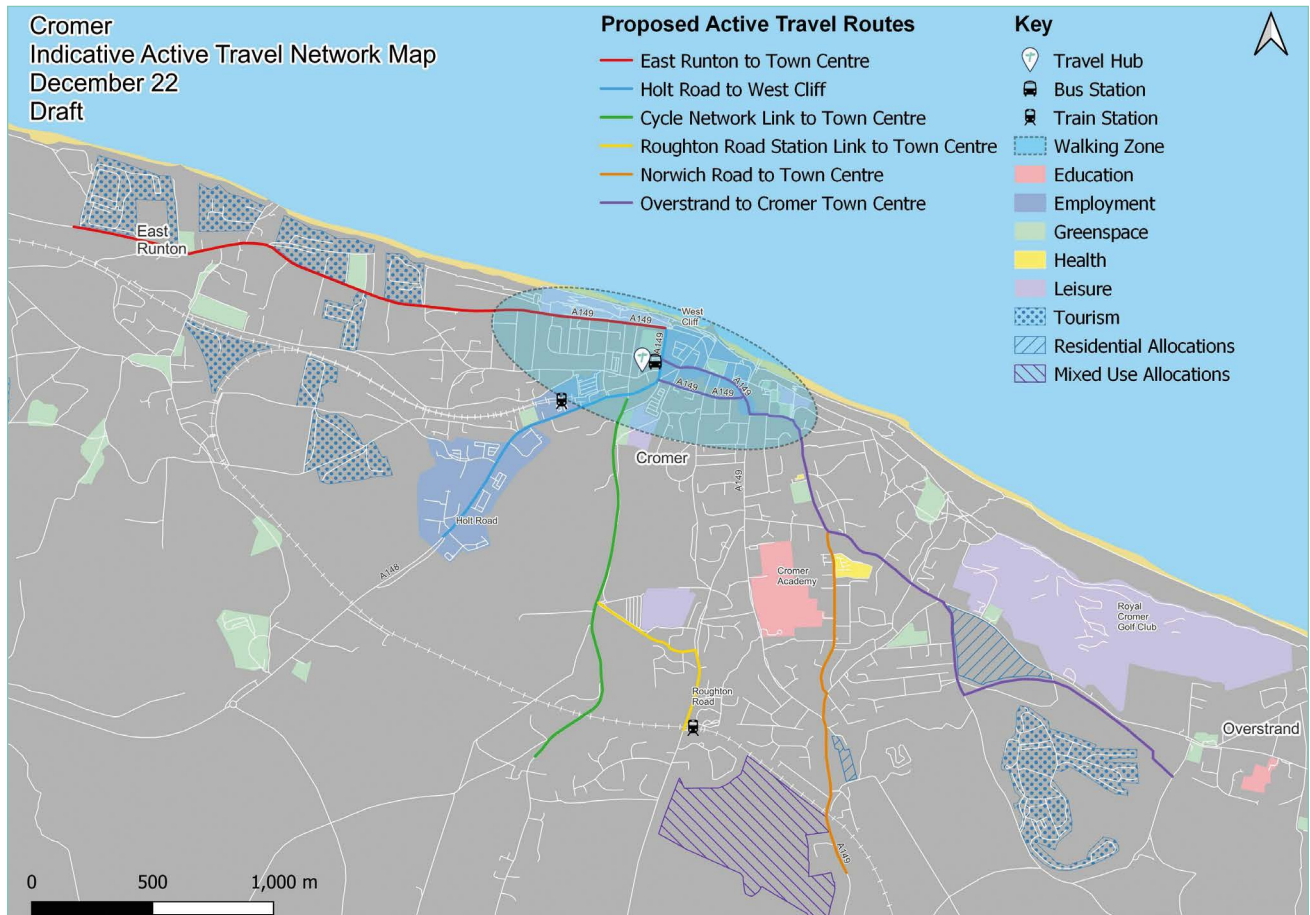 Cromer
Indicative Active Travel Network Map
December 22
Draft
Proposed Active Travel Routes
East Runton to Town Centre
Holt Road to West Cliff
Cycle Network Link to Town Centre
Roughton Road Station Link to Town Centre
Norwich Road to Town Centre
Overstrand to Cromer Town Centre
Key
Travel Hub
Bus Station
Train Station
Walking Zone
Education
Employment
Greenspace
Health
Leisure
Tourism
Residential Allocations
Mixed Use Allocations
East
Runton
West
Cliff
A149
A149
A149
A149
A149
A149
Cromer
A149
Holt Road
A148
Cromer
Academy
Royal
Cromer
Golf Club
Roughton
Road
Overstrand
A149
0 500 1,000 m